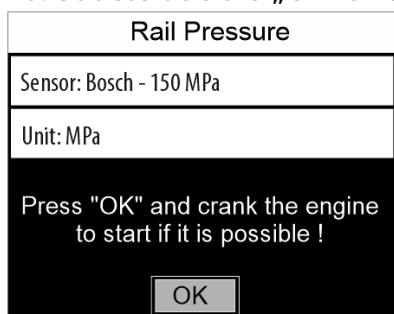 Rail Pressure
Sensor: Bosch - 150 MPa
Unit: MPa
Press "OK" and crank the engine
to start if it is possible !
OK